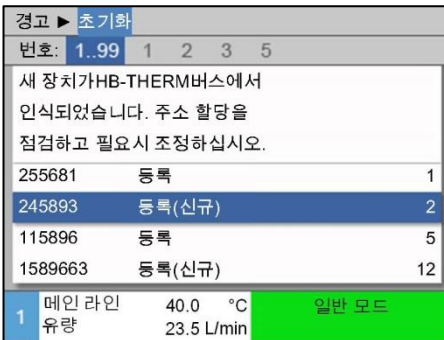 경고 ▶ 초기화
번호: 1..99 1 2 3 5
새 장치가HB-THERM버스에서
인식되었습니다. 주소 할당을
점검하고 필요시 조정하십시오.
255681 등록 1
245893 등록(신규) 2
115896 등록 5
1589663 등록(신규) 12
1 메인 라인 40.0 °C 일반 모드
유량 23.5 L/min